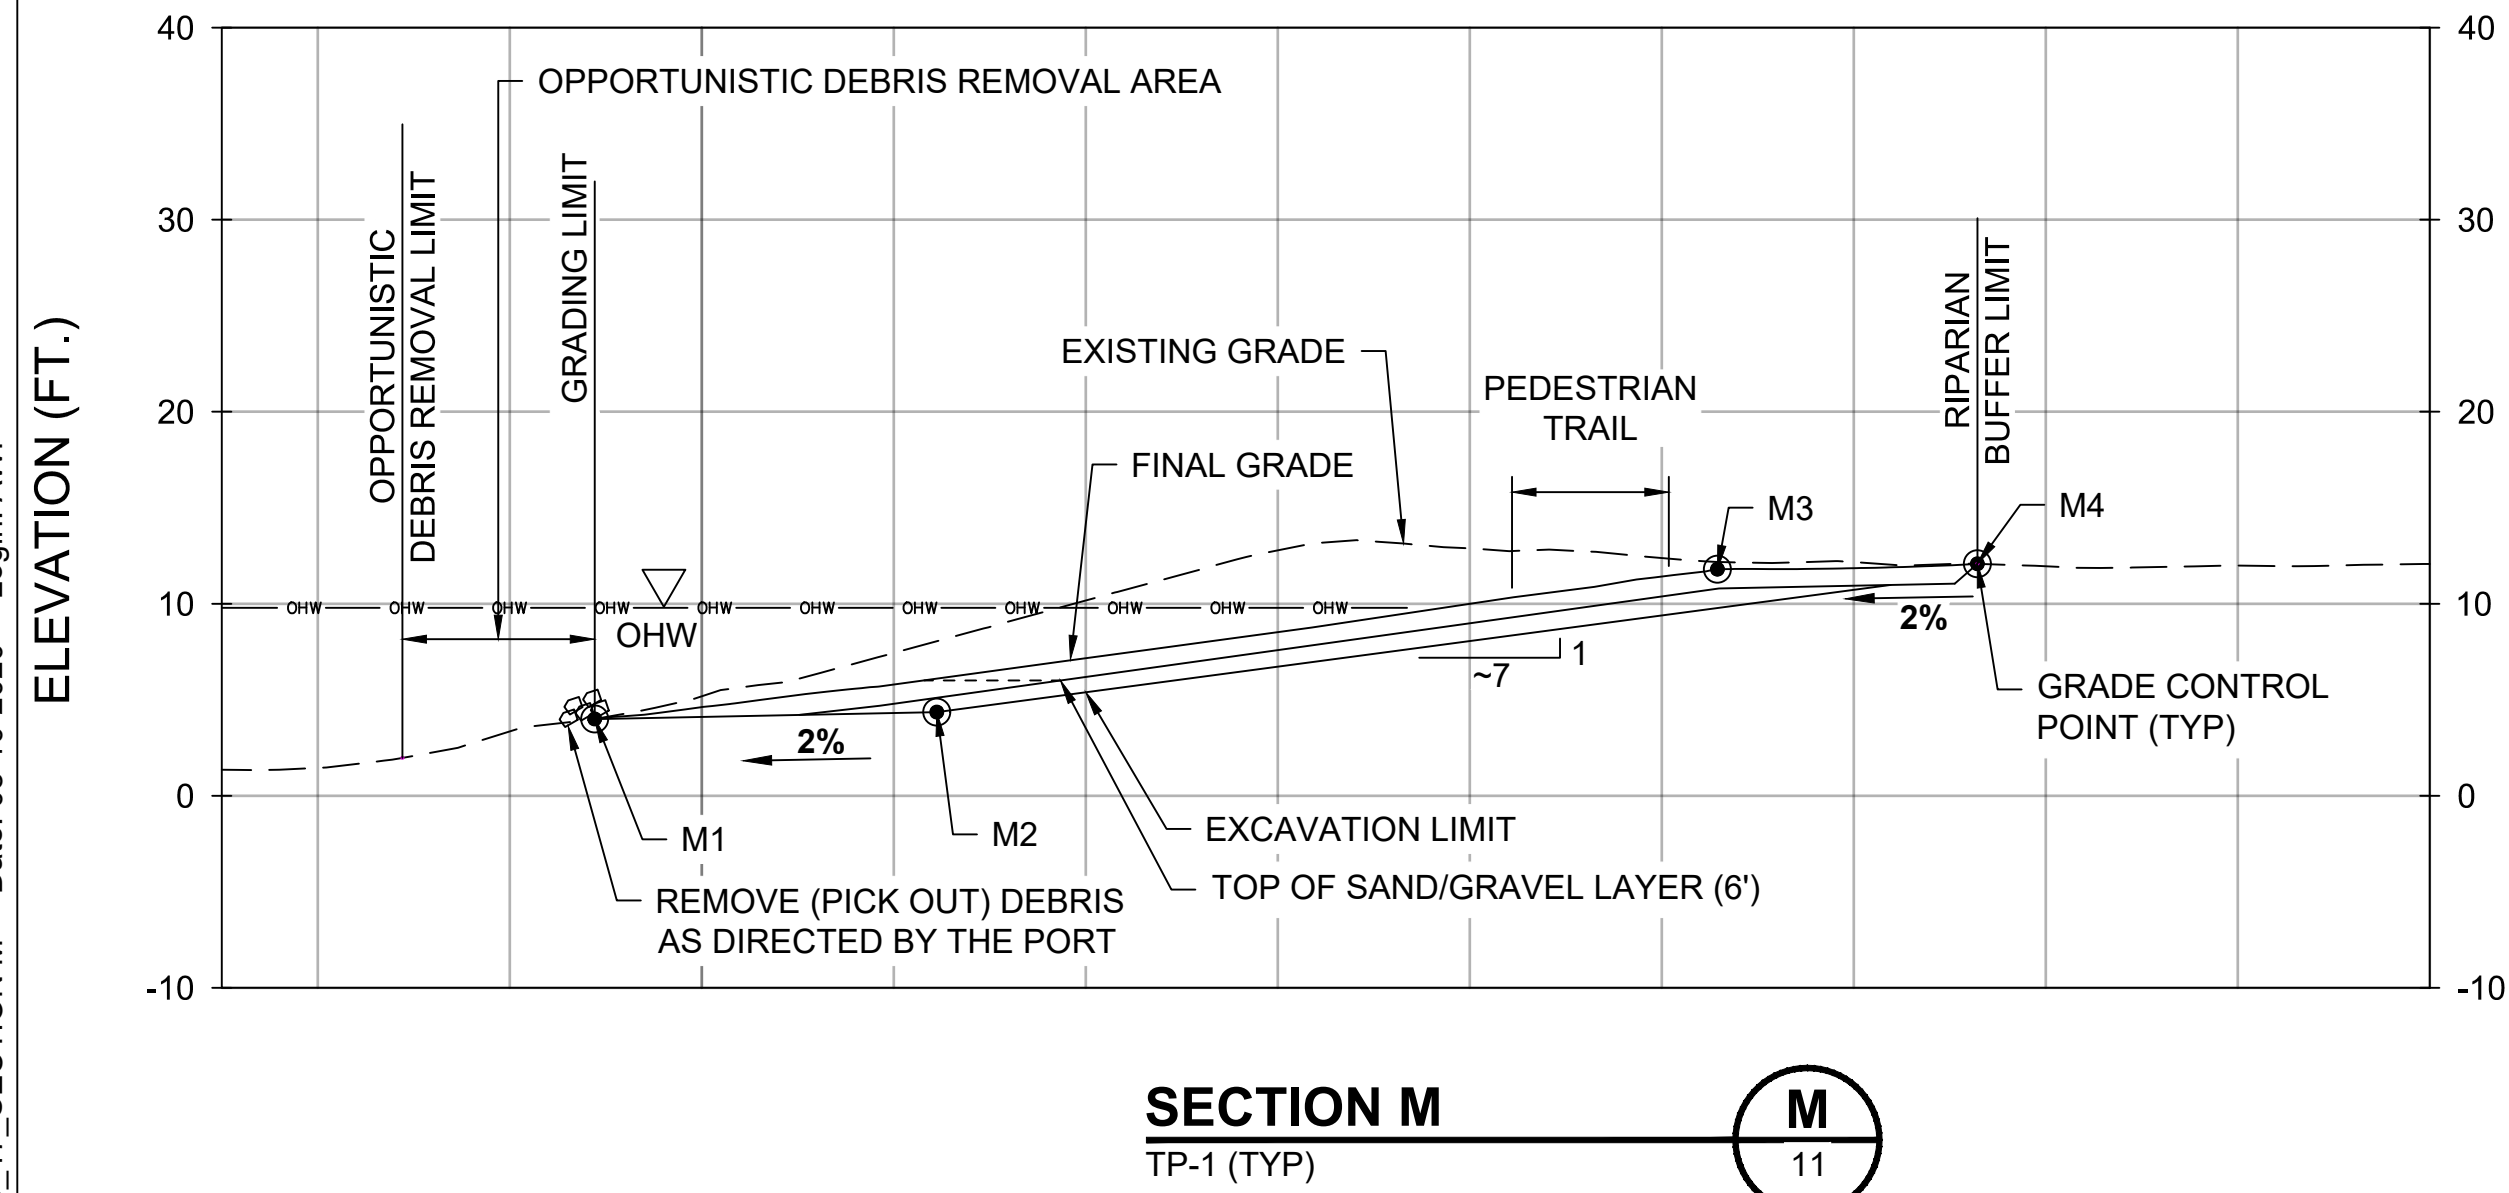 40
40
OPPORTUNISTIC DEBRIS REMOVAL AREA
OPPORTUNISTIC
DEBRIS REMOVAL LIMIT
GRADING LIMIT
30
30
RIPARIAN
BUFFER LIMIT
ELEVATION (FT.)
EXISTING GRADE
PEDESTRIAN
TRAIL
20
20
FINAL GRADE
M3
M4
10
OHW OHW OHW OHW OHW OHW OHW OHW OHW OHW OHW
10
OHW
2%
1
~7
GRADE CONTROL
POINT (TYP)
2%
0
0
M1
M2
EXCAVATION LIMIT
TOP OF SAND/GRAVEL LAYER (6')
REMOVE (PICK OUT) DEBRIS
AS DIRECTED BY THE PORT
-10
-10
SECTION M
TP-1 (TYP)
M
11